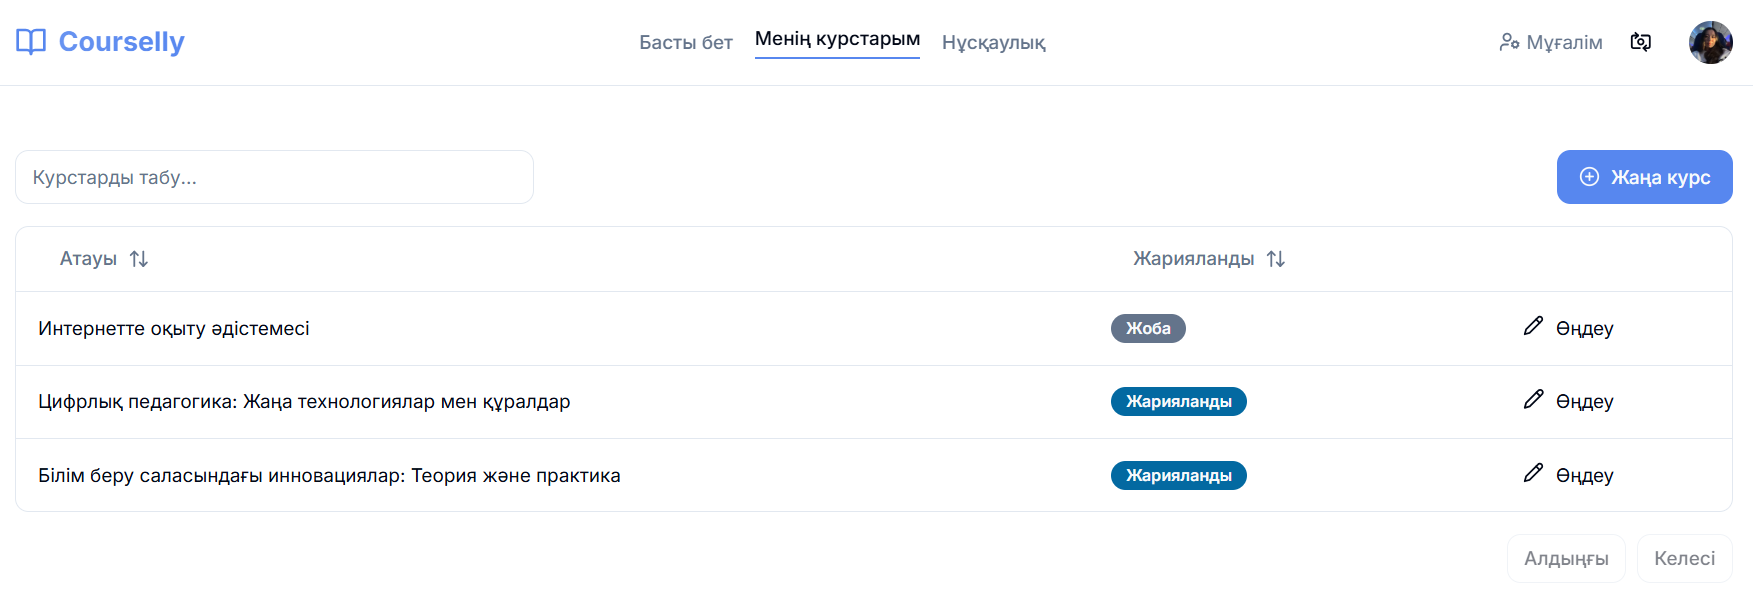 Courselly
Басты бет Менің курстарым Нұсқаулық
Мұғалім
Курстарды табу...
Жаңа курс
Атауы Жарияланды
Интернетте оқыту әдістемесі Жоба Өңдеу
Цифрлық педагогика: Жаңа технологиялар мен құралдар Жарияланды Өңдеу
Білім беру саласындағы инновациялар: Теория және практика Жарияланды Өңдеу
Алдыңғы Келесі